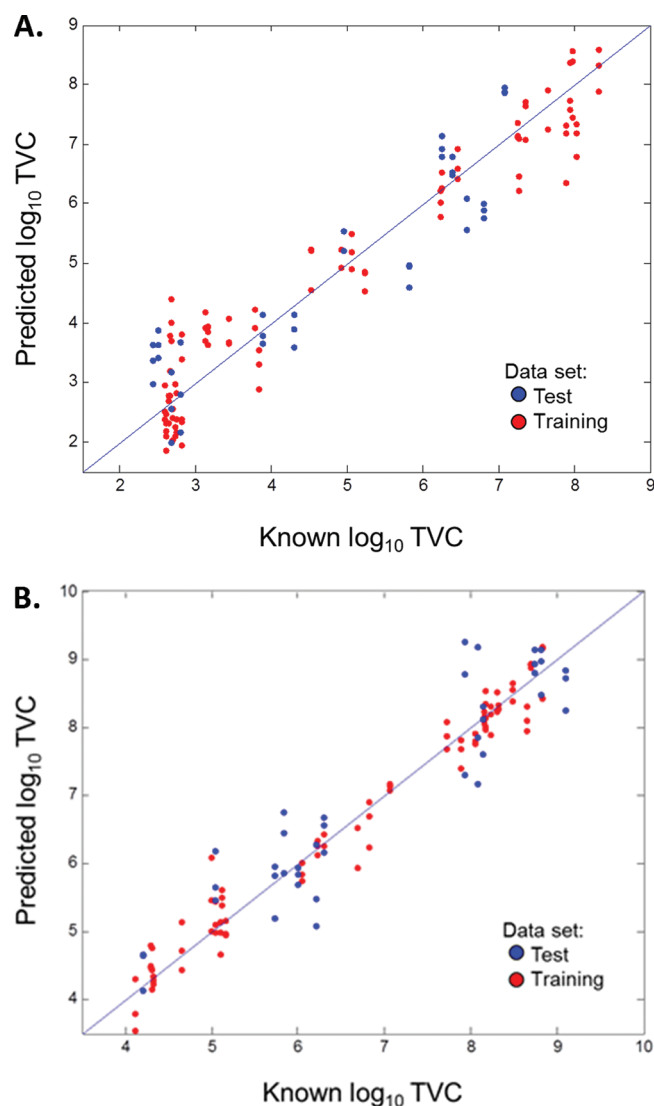 A.
9
8
7
6
5
4
3
2
Predicted log₁₀ TVC
Data set:
Test
Training
2 3 4 5 6 7 8 9
Known log₁₀ TVC
B.
10
9
8
7
6
5
4
Predicted log₁₀ TVC
Data set:
Test
Training
4 5 6 7 8 9 10
Known log₁₀ TVC